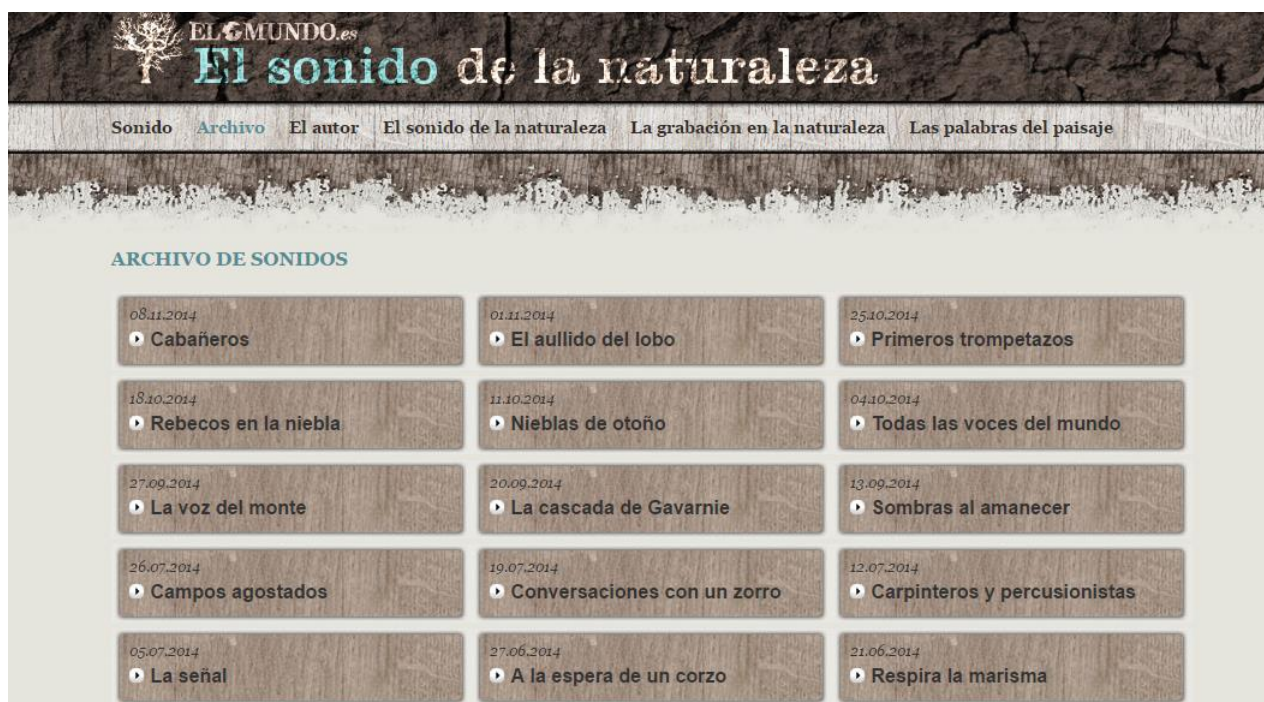 EL MUNDO.es
El sonido de la naturaleza
Sonido Archivo El autor El sonido de la naturaleza La grabación en la naturaleza Las palabras del paisaje
ARCHIVO DE SONIDOS
08.11.2014 01.11.2014 25.10.2014
Cabañeros El aullido del lobo Primeros trompetazos
18.10.2014 11.10.2014 04.10.2014
Rebecos en la niebla Nieblas de otoño Todas las voces del mundo
27.09.2014 20.09.2014 13.09.2014
La voz del monte La cascada de Gavarnie Sombras al amanecer
26.07.2014 19.07.2014 12.07.2014
Campos agostados Conversaciones con un zorro Carpinteros y percusionistas
05.07.2014 27.06.2014 21.06.2014
La señal A la espera de un corzo Respira la marisma